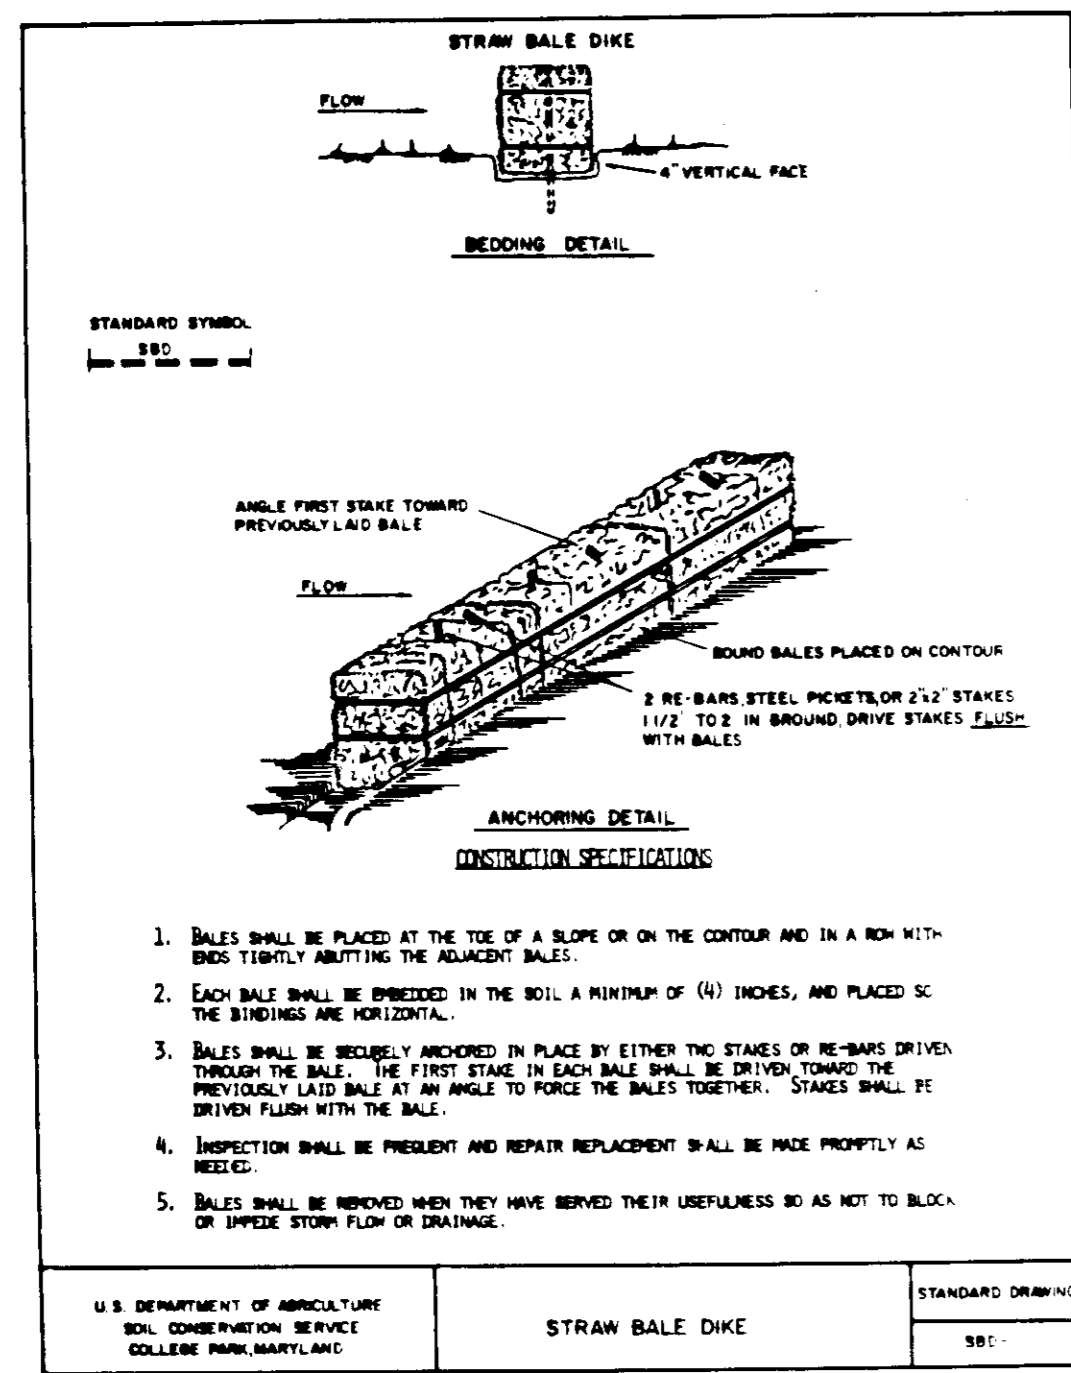 STRAW BALE DIKE
FLOW
4" VERTICAL FACE
BEDDING DETAIL
STANDARD SYMBOL
SBD
ANGLE FIRST STAKE TOWARD
PREVIOUSLY LAID BALE
FLOW
BOUND BALES PLACED ON CONTOUR
2 RE-BARS, STEEL PICKETS, OR 2"x2" STAKES
1 1/2' TO 2 IN GROUND, DRIVE STAKES FLUSH
WITH BALES
ANCHORING DETAIL
CONSTRUCTION SPECIFICATIONS
1. BALES SHALL BE PLACED AT THE TOE OF A SLOPE OR ON THE CONTOUR AND IN A ROW WITH
ENDS TIGHTLY ABUTTING THE ADJACENT BALES.
2. EACH BALE SHALL BE EMBEDDED IN THE SOIL A MINIMUM OF (4) INCHES, AND PLACED SO
THE BINDINGS ARE HORIZONTAL.
3. BALES SHALL BE SECURELY ANCHORED IN PLACE BY EITHER TWO STAKES OR RE-BARS DRIVEN
THROUGH THE BALE. THE FIRST STAKE IN EACH BALE SHALL BE DRIVEN TOWARD THE
PREVIOUSLY LAID BALE AT AN ANGLE TO FORCE THE BALES TOGETHER. STAKES SHALL BE
DRIVEN FLUSH WITH THE BALE.
4. INSPECTION SHALL BE FREQUENT AND REPAIR REPLACEMENT SHALL BE MADE PROMPTLY AS
NEEDED.
5. BALES SHALL BE REMOVED WHEN THEY HAVE SERVED THEIR USEFULNESS SO AS NOT TO BLOCK
OR IMPEDE STORM FLOW OR DRAINAGE.
U.S. DEPARTMENT OF AGRICULTURE
SOIL CONSERVATION SERVICE
COLLEGE PARK, MARYLAND
STRAW BALE DIKE
STANDARD DRAWING
SBD-